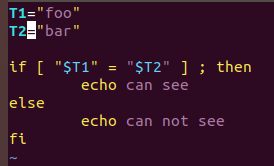 T1="foo"
T2="bar"

if [ "$T1" = "$T2" ] ; then
        echo can see
else
        echo can not see
fi
~